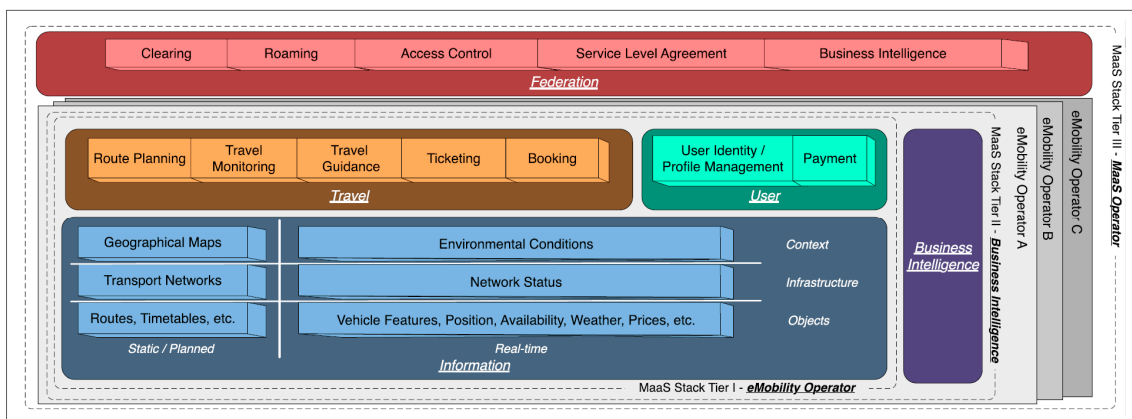 Clearing
Roaming
Access Control
Service Level Agreement
Business Intelligence
Federation
Route Planning
Travel
Monitoring
Travel
Guidance
Ticketing
Booking
Travel
User Identity /
Profile Management
Payment
User
Geographical Maps
Environmental Conditions
Context
Transport Networks
Network Status
Infrastructure
Routes, Timetables, etc.
Vehicle Features, Position, Availability, Weather, Prices, etc.
Objects
Static / Planned
Real-time
Information
Business
Intelligence
MaaS Stack Tier I - eMobility Operator
MaaS Stack Tier II - Business Intelligence
eMobility Operator A
eMobility Operator B
eMobility Operator C
MaaS Stack Tier III - MaaS Operator